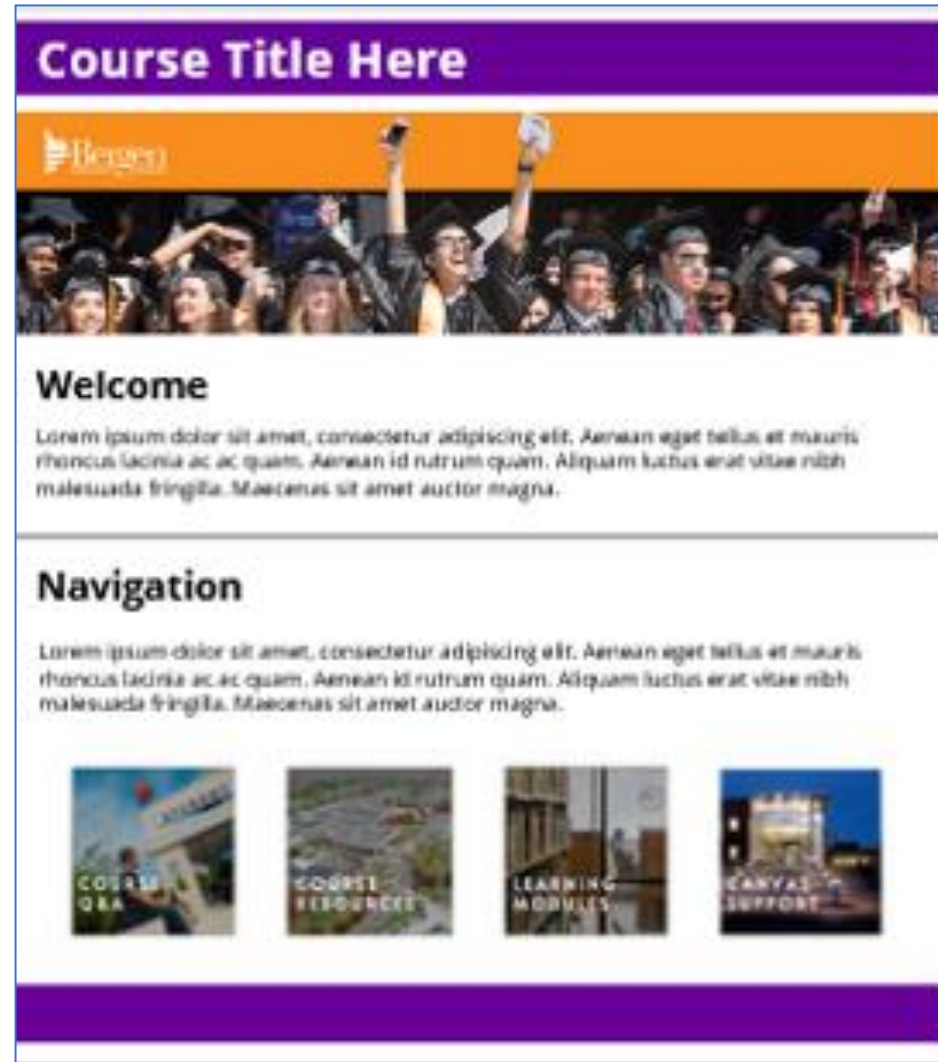 Course Title Here
Bergen
Welcome
Lorem ipsum dolor sit amet, consectetur adipiscing elit. Aenean eget tellus et mauris
rhoncus lacinia ac ac quam. Aenean id rutrum quam. Aliquam luctus erat vitae nibh
malesuada fringilla. Maecenas sit amet auctor magna.
Navigation
Lorem ipsum dolor sit amet, consectetur adipiscing elit. Aenean eget tellus et mauris
rhoncus lacinia ac ac quam. Aenean id rutrum quam. Aliquam luctus erat vitae nibh
malesuada fringilla. Maecenas sit amet auctor magna.
COURSE
Q&A
COURSE
RESOURCES
LEARNING
MODULES
CANVAS
SUPPORT